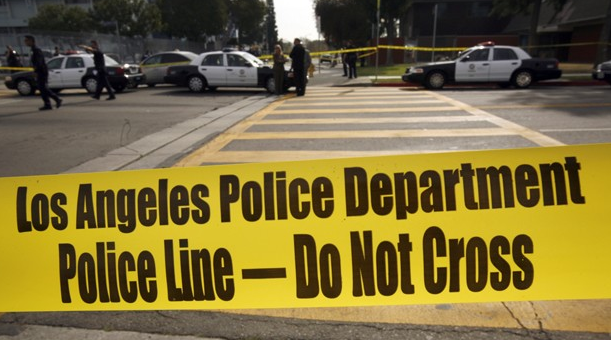 Los Angeles Police Department
Police Line — Do Not Cross